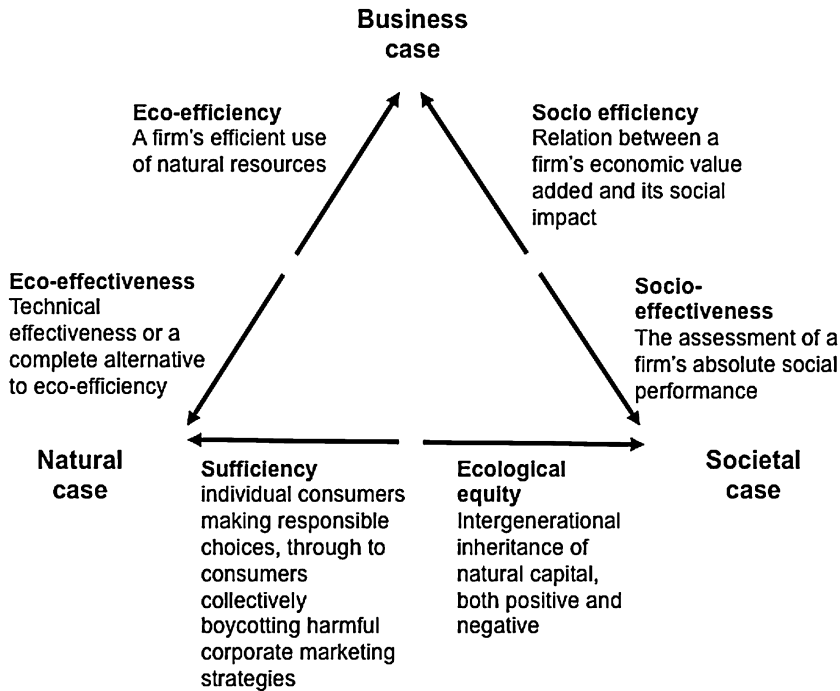 Business
case
Eco-efficiency
A firm's efficient use
of natural resources
Socio efficiency
Relation between a
firm's economic value
added and its social
impact
Eco-effectiveness
Technical
effectiveness or a
complete alternative
to eco-efficiency
Socio-
effectiveness
The assessment of a
firm's absolute social
performance
Natural
case
Sufficiency
individual consumers
making responsible
choices, through to
consumers
collectively
boycotting harmful
corporate marketing
strategies
Ecological
equity
Intergenerational
inheritance of
natural capital,
both positive and
negative
Societal
case